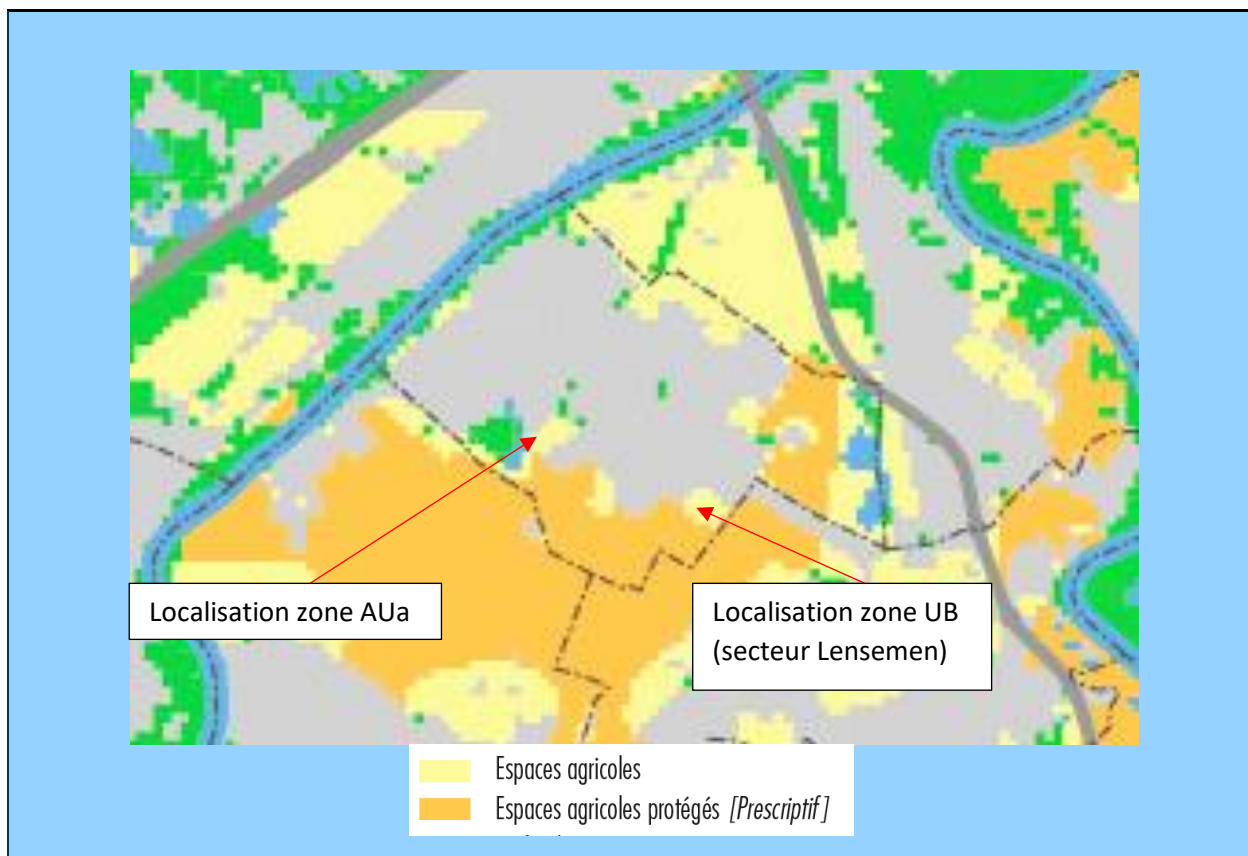 Localisation zone AUa
Localisation zone UB
(secteur Lensemen)
Espaces agricoles
Espaces agricoles protégés [Prescriptif]